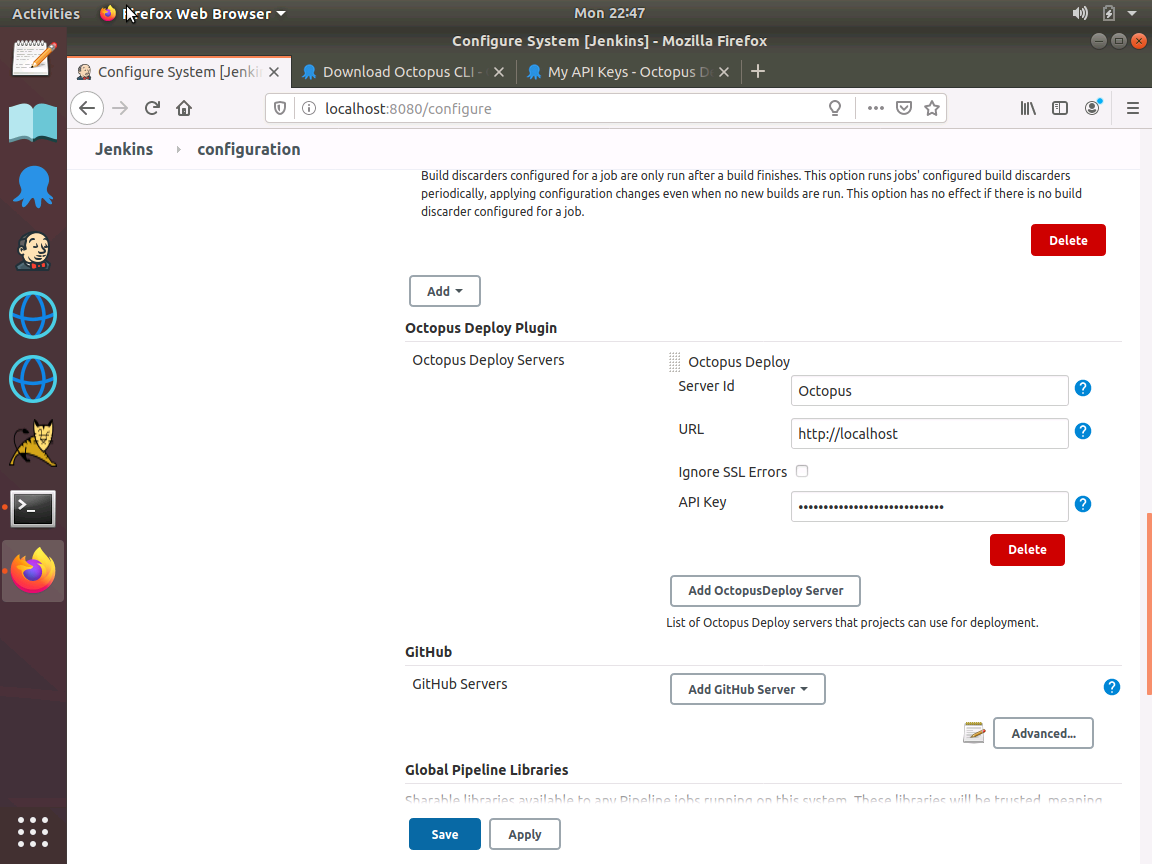 Activities
Firefox Web Browser
Mon 22:47
Configure System [Jenkins] - Mozilla Firefox
Configure System [Jenki
Download Octopus CLI -
My API Keys - Octopus D
localhost:8080/configure
Jenkins
configuration
Build discarders configured for a job are only run after a build finishes. This option runs jobs' configured build discarders
periodically, applying configuration changes even when no new builds are run. This option has no effect if there is no build
discarder configured for a job.
Delete
Add
Octopus Deploy Plugin
Octopus Deploy Servers
Octopus Deploy
Server Id
Octopus
URL
http://localhost
Ignore SSL Errors
API Key
•••••••••••••••••••••••••••••
Delete
Add OctopusDeploy Server
List of Octopus Deploy servers that projects can use for deployment.
GitHub
GitHub Servers
Add GitHub Server
Advanced...
Global Pipeline Libraries
Sharable libraries available to any Pipeline jobs running on this system. These libraries will be trusted, meaning
Save
Apply